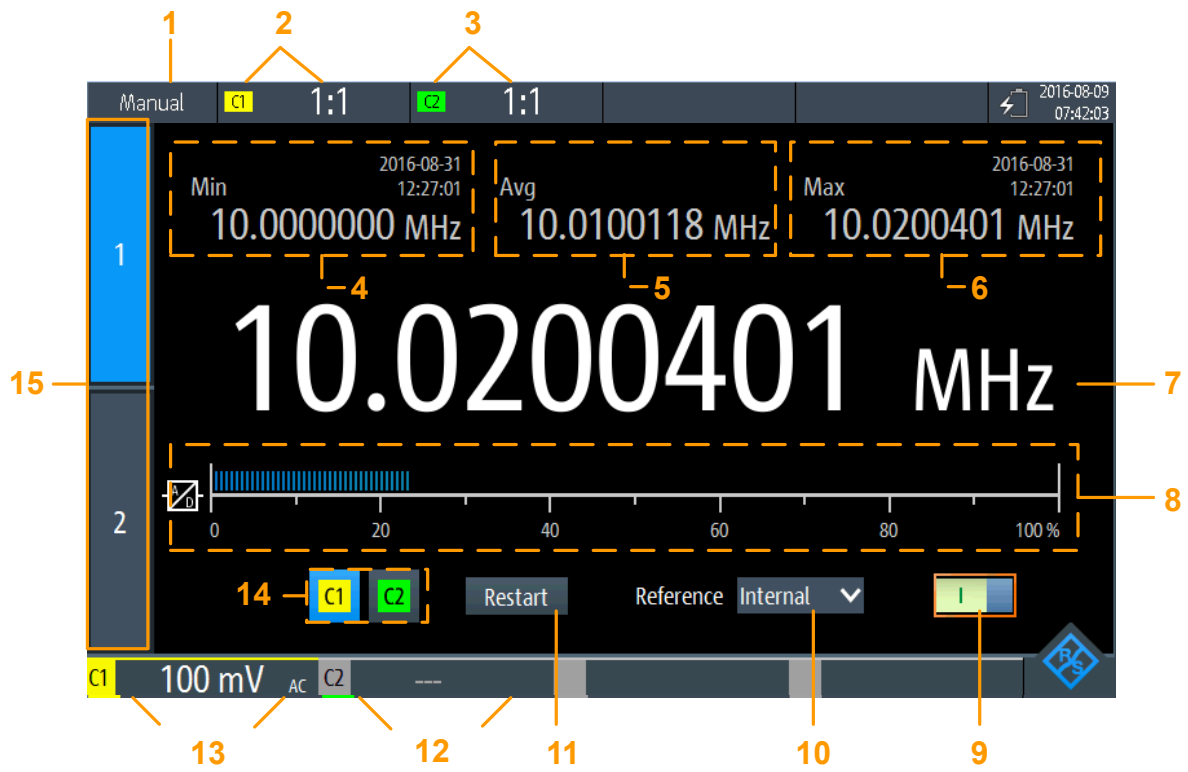 1 2 3
Manual C1 1:1 C2 1:1 2016-08-09
07:42:03
2016-08-31 2016-08-31
Min 12:27:01 Avg Max 12:27:01
10.0000000 MHz 10.0100118 MHz 10.0200401 MHz
1
4 5 6
10.0200401 MHz
15 7
A/D
8
2 0 20 40 60 80 100 %
14 C1 C2 Restart Reference Internal I
R/S
C1 100 mV AC C2 ---
13 12 11 10 9